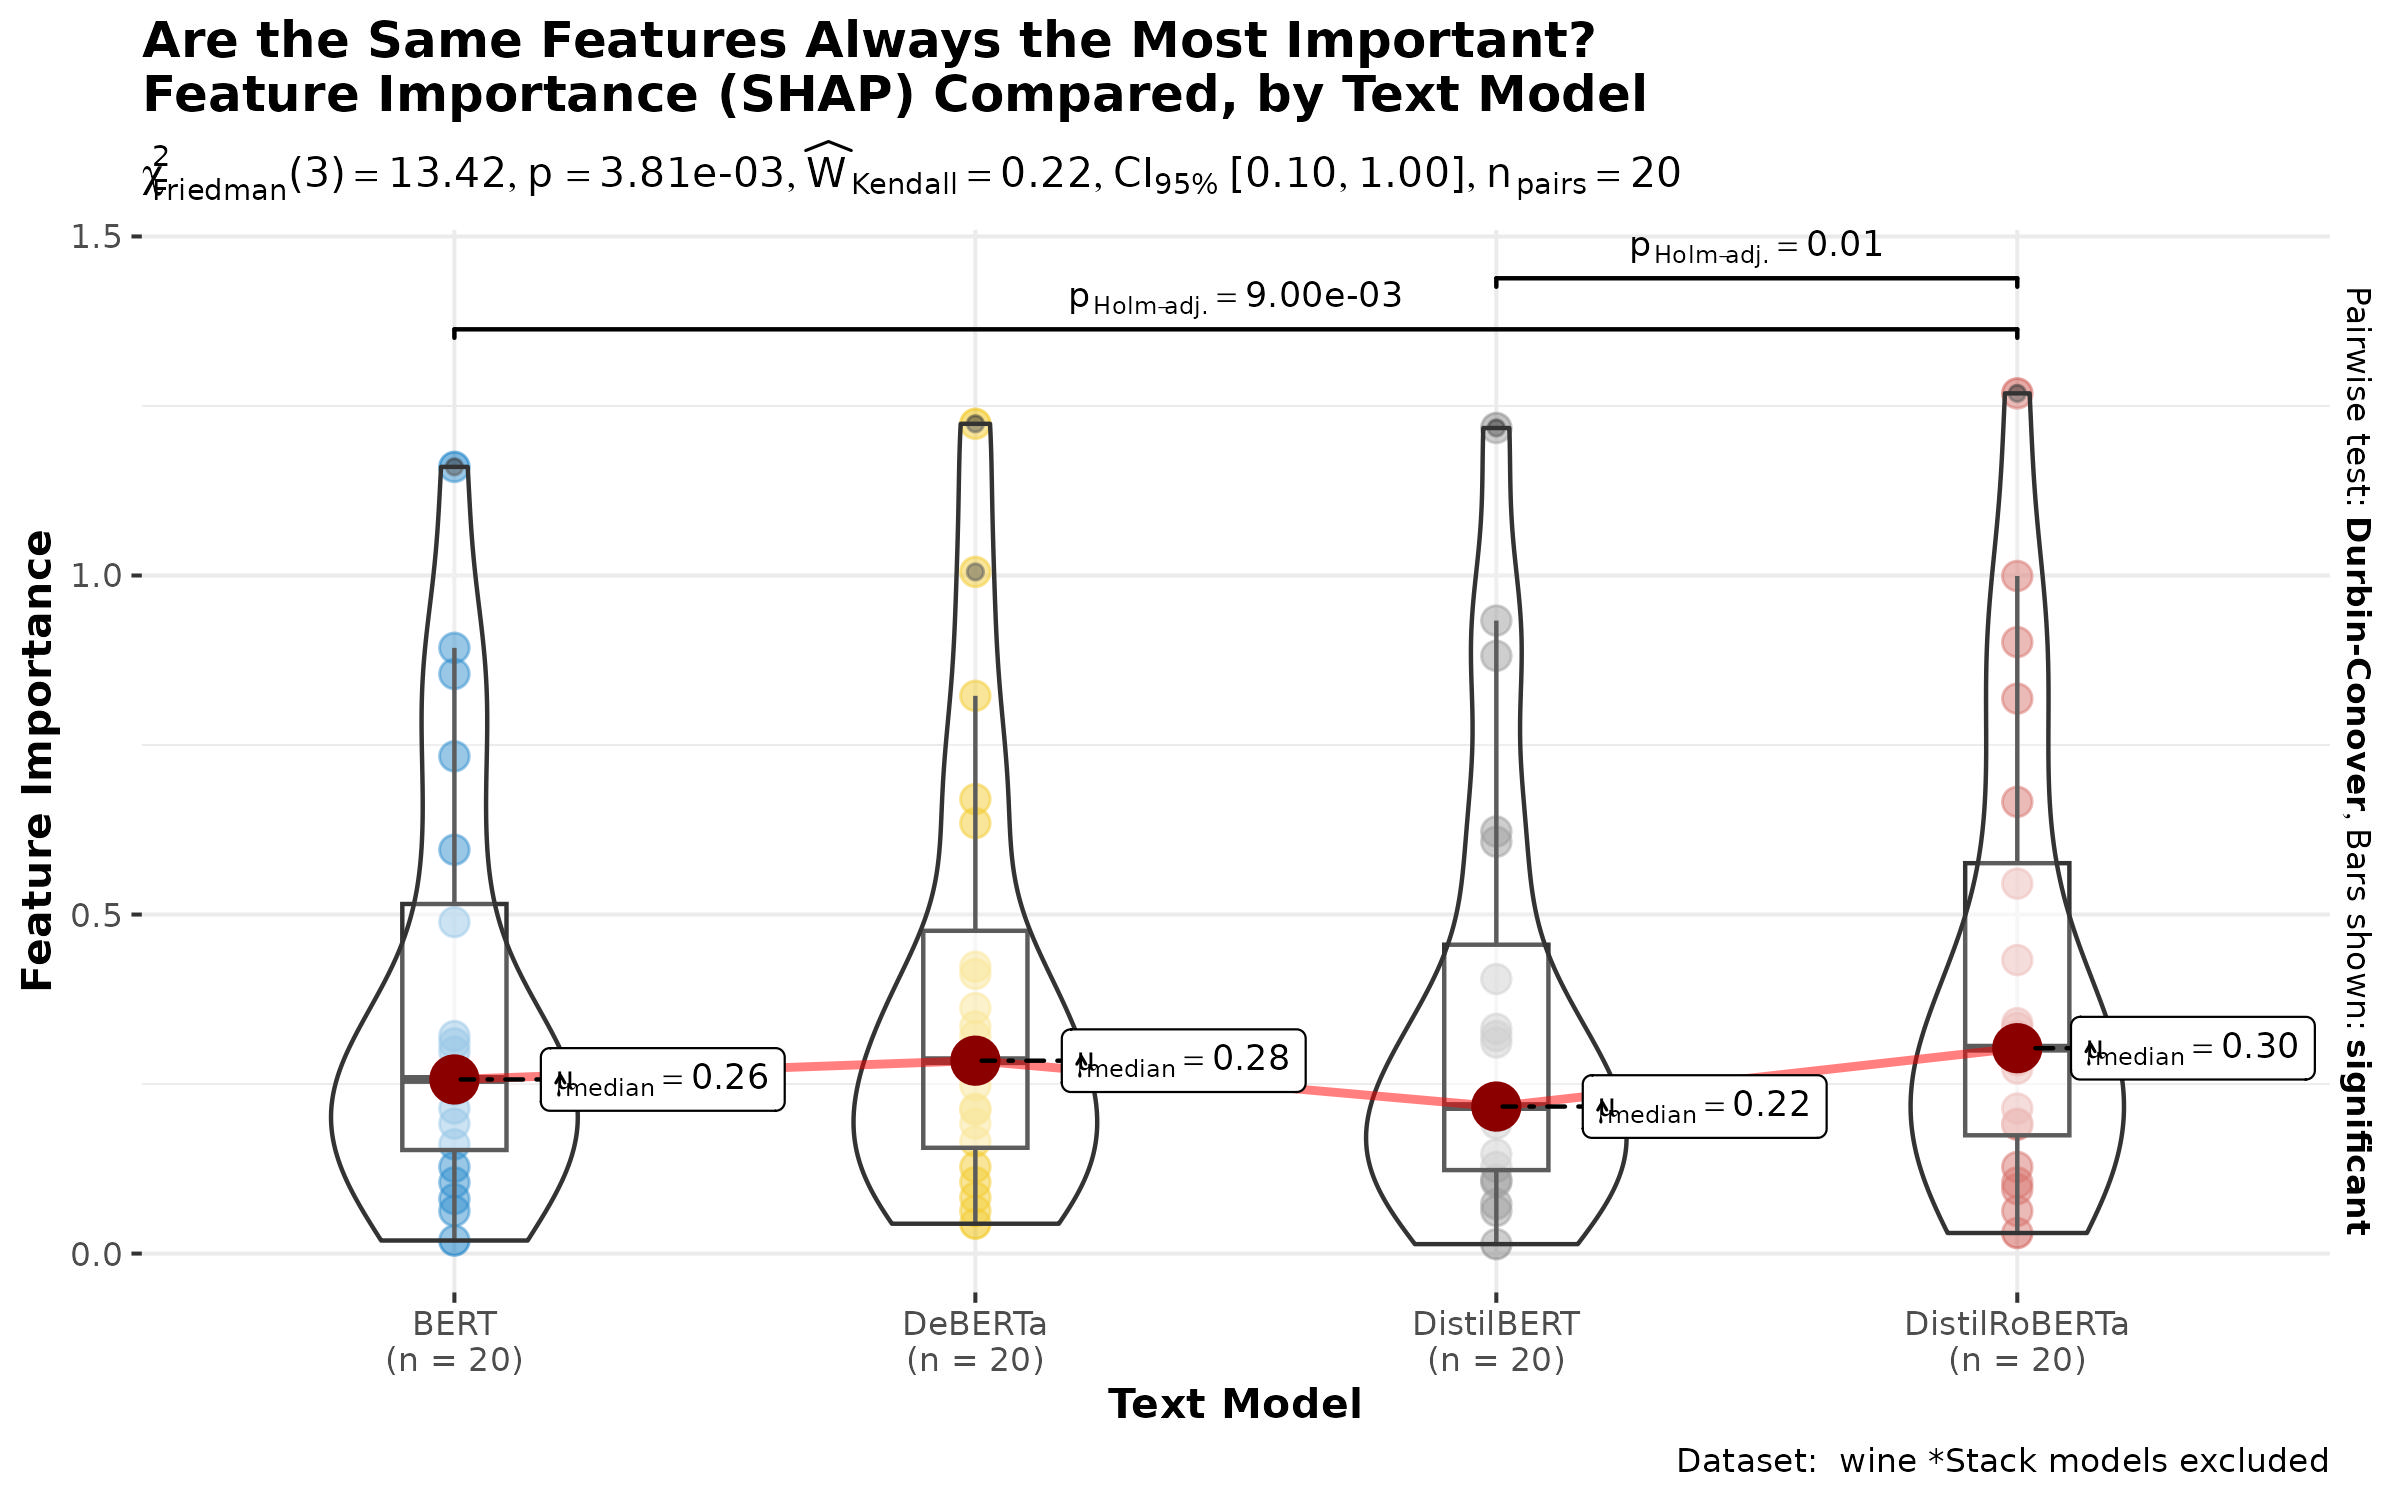 Are the Same Features Always the Most Important?
Feature Importance (SHAP) Compared, by Text Model
χ²Friedman(3) = 13.42, p = 3.81e-03, ŴKendall = 0.22, CI95% [0.10, 1.00], npairs = 20
1.5
1.0
0.5
0.0
Feature Importance
pHolm-adj. = 0.01
pHolm-adj. = 9.00e-03
μ̂median = 0.26
μ̂median = 0.28
μ̂median = 0.22
μ̂median = 0.30
Pairwise test: Durbin-Conover, Bars shown: significant
BERT
(n = 20)
DeBERTa
(n = 20)
DistilBERT
(n = 20)
DistilRoBERTa
(n = 20)
Text Model
Dataset:  wine *Stack models excluded